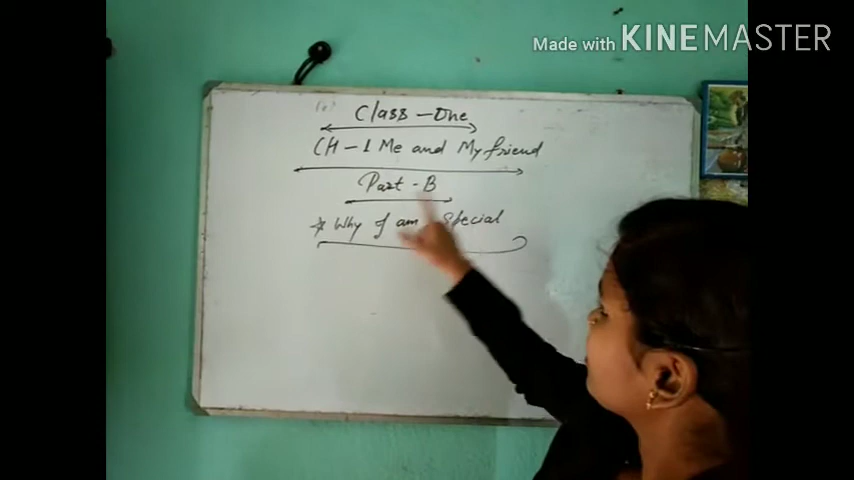 Made with KINEMASTER
Class - One
CH - 1 Me and My friend
Part - B
* Why I am Special